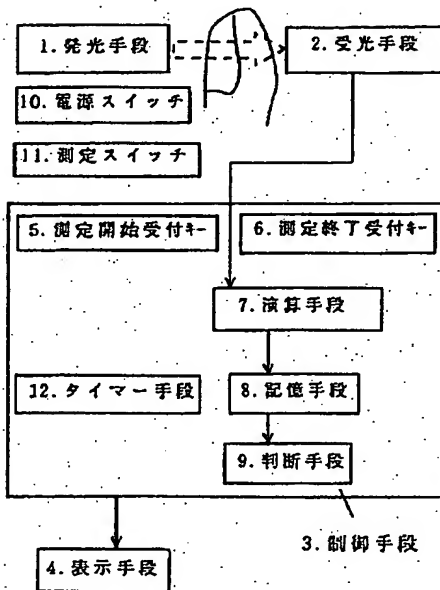 1.発光手段
2.受光手段
10.電源スイッチ
11.測定スイッチ
5.測定開始受付キー
6.測定終了受付キー
7.演算手段
12.タイマー手段
8.記憶手段
9.判断手段
3.制御手段
4.表示手段